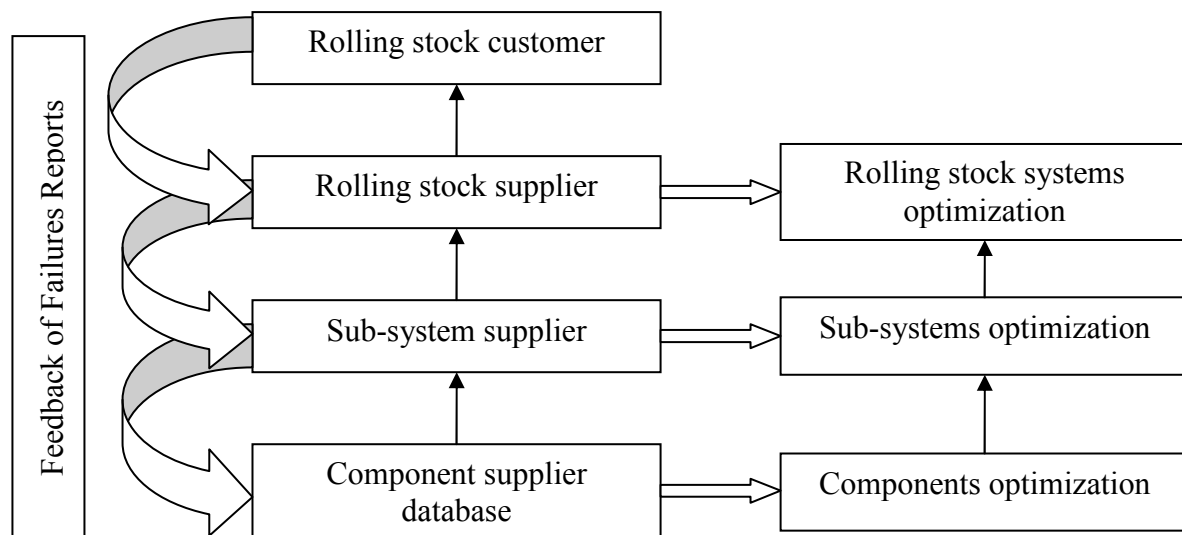 Feedback of Failures Reports
Rolling stock customer
Rolling stock supplier
Rolling stock systems
optimization
Sub-system supplier
Sub-systems optimization
Component supplier
database
Components optimization